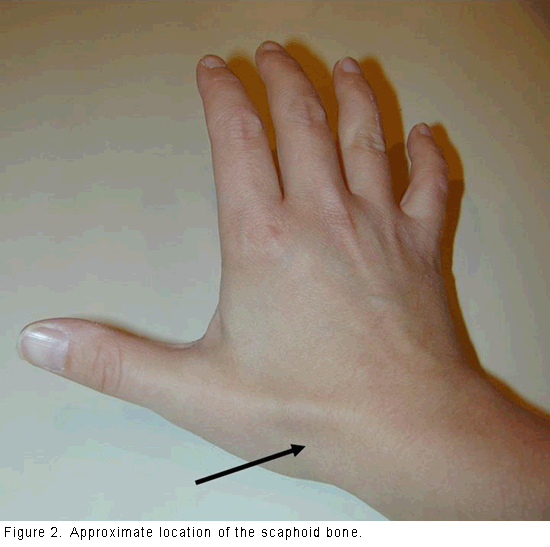 Figure 2. Approximate location of the scaphoid bone.